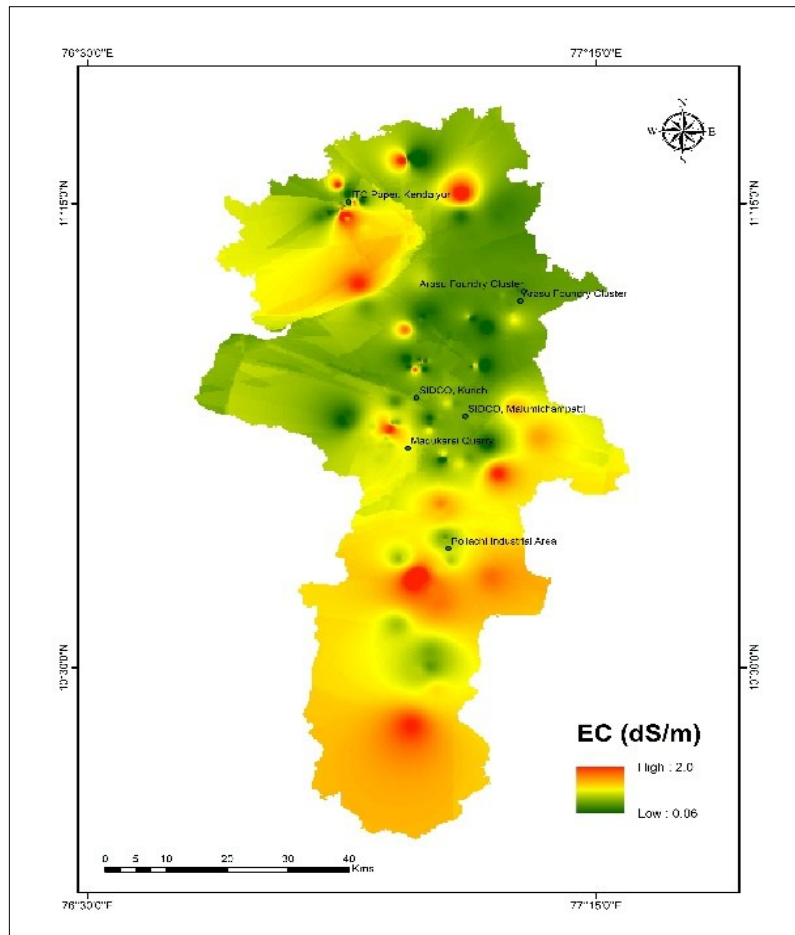 76°30'0"E
77°15'0"E
N
W E
S
ITC Paper, Kendaiyur
11°15'0"N
11°15'0"N
Arasu Foundry Cluster
Arasu Foundry Cluster
SIDCO, Kurich
SIDCO, Malumichampatti
Madukarai Quarry
Pollachi Industrial Area
10°30'0"N
10°30'0"N
EC (dS/m)
High : 2.0
Low : 0.06
0 5 10 20 30 40
Kms
76°30'0"E
77°15'0"E